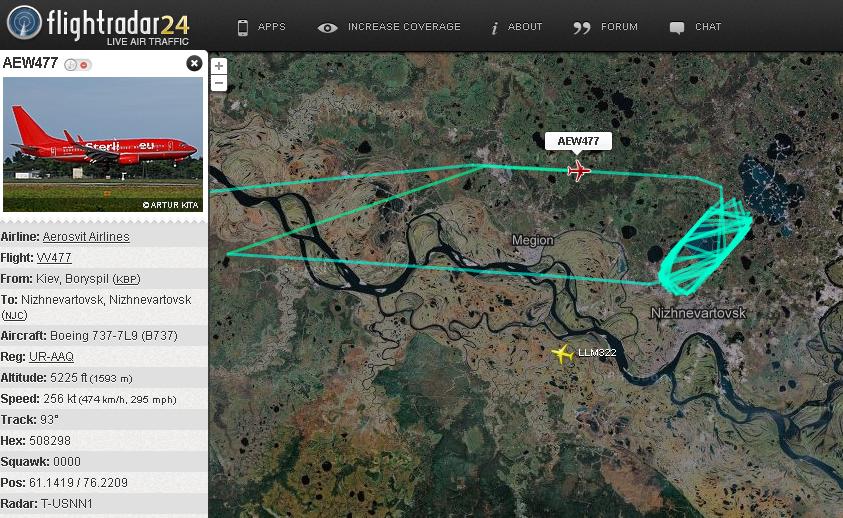 flightradar24
LIVE AIR TRAFFIC
APPS
INCREASE COVERAGE
ABOUT
FORUM
CHAT
AEW477
© ARTUR KITA
Airline: Aerosvit Airlines
Flight: VV477
From: Kiev, Boryspil (KBP)
To: Nizhnevartovsk, Nizhnevartovsk
(NJC)
Aircraft: Boeing 737-7L9 (B737)
Reg: UR-AAQ
Altitude: 5225 ft (1593 m)
Speed: 256 kt (474 km/h, 295 mph)
Track: 93°
Hex: 508298
Squawk: 0000
Pos: 61.1419 / 76.2209
Radar: T-USNN1
+
−
AEW477
Megion
Nizhnevartovsk
LLM322